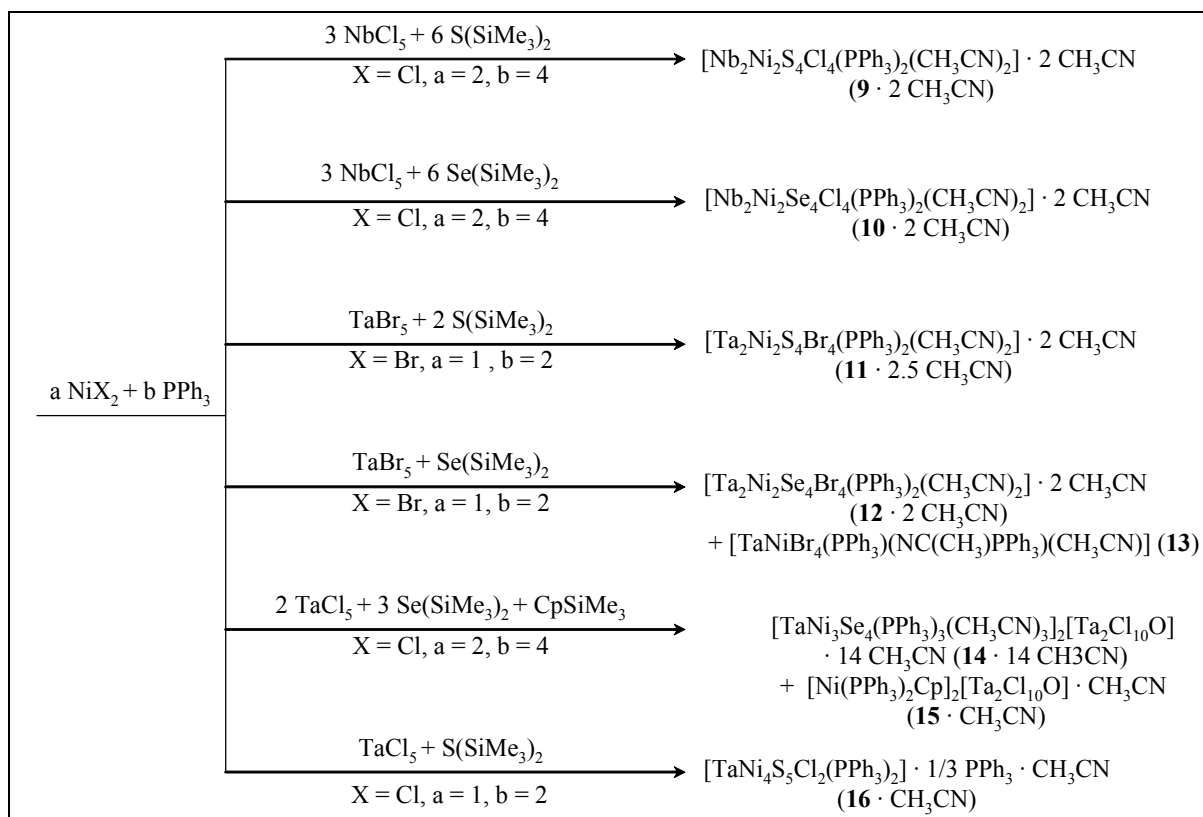 3 NbCl₅ + 6 S(SiMe₃)₂
X = Cl, a = 2, b = 4
[Nb₂Ni₂S₄Cl₄(PPh₃)₂(CH₃CN)₂] · 2 CH₃CN
(9 · 2 CH₃CN)
3 NbCl₅ + 6 Se(SiMe₃)₂
X = Cl, a = 2, b = 4
[Nb₂Ni₂Se₄Cl₄(PPh₃)₂(CH₃CN)₂] · 2 CH₃CN
(10 · 2 CH₃CN)
TaBr₅ + 2 S(SiMe₃)₂
X = Br, a = 1 , b = 2
[Ta₂Ni₂S₄Br₄(PPh₃)₂(CH₃CN)₂] · 2 CH₃CN
(11 · 2.5 CH₃CN)
a NiX₂ + b PPh₃
TaBr₅ + Se(SiMe₃)₂
X = Br, a = 1, b = 2
[Ta₂Ni₂Se₄Br₄(PPh₃)₂(CH₃CN)₂] · 2 CH₃CN
(12 · 2 CH₃CN)
+ [TaNiBr₄(PPh₃)(NC(CH₃)PPh₃)(CH₃CN)] (13)
2 TaCl₅ + 3 Se(SiMe₃)₂ + CpSiMe₃
X = Cl, a = 2, b = 4
[TaNi₃Se₄(PPh₃)₃(CH₃CN)₃]₂[Ta₂Cl₁₀O]
· 14 CH₃CN (14 · 14 CH3CN)
+ [Ni(PPh₃)₂Cp]₂[Ta₂Cl₁₀O] · CH₃CN
(15 · CH₃CN)
TaCl₅ + S(SiMe₃)₂
X = Cl, a = 1, b = 2
[TaNi₄S₅Cl₂(PPh₃)₂] · 1/3 PPh₃ · CH₃CN
(16 · CH₃CN)